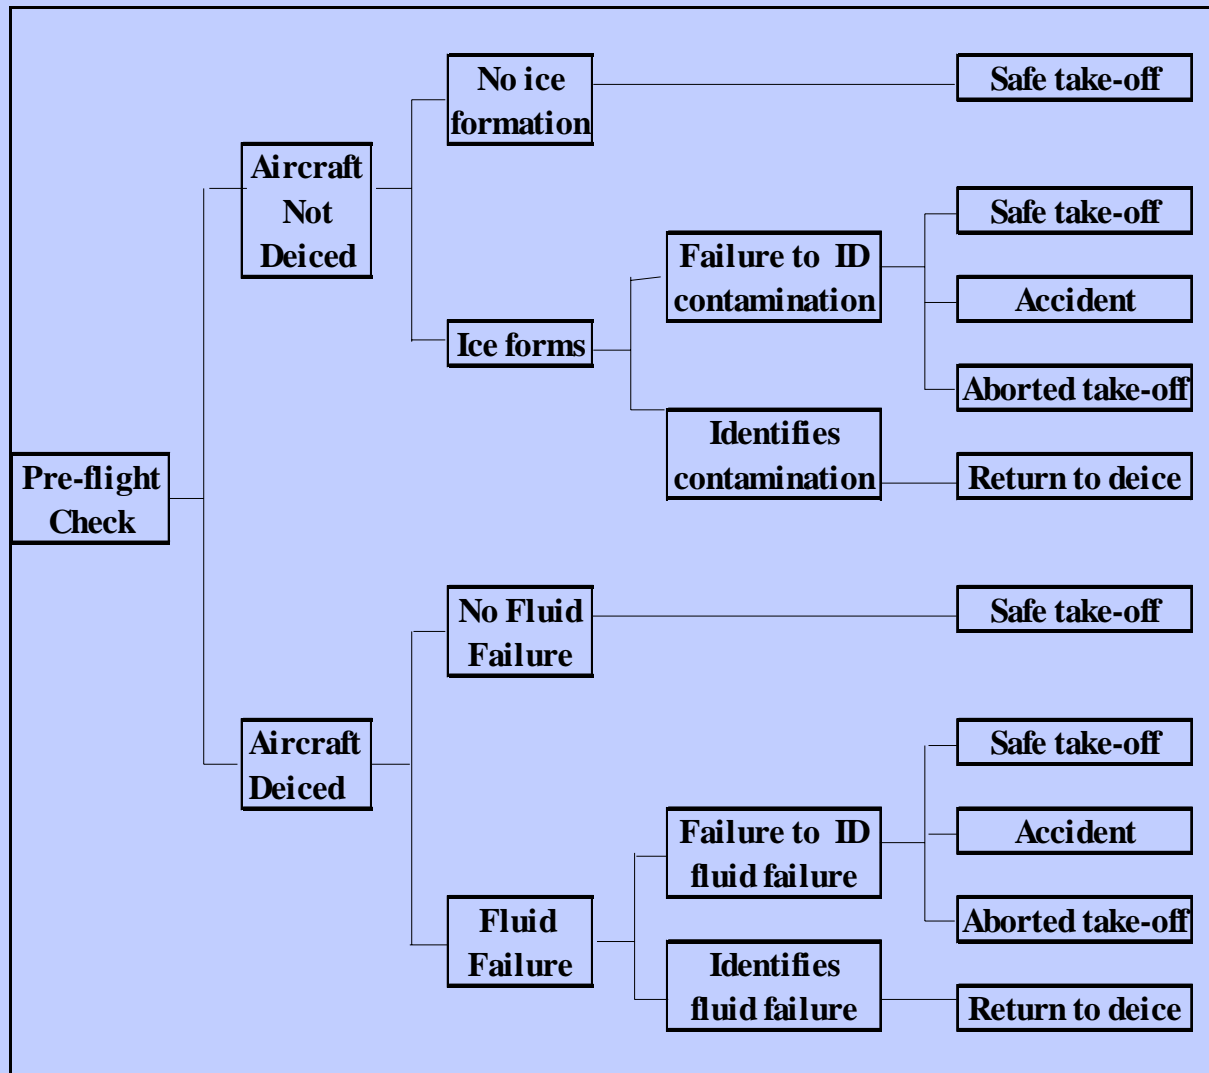 No ice
formation
Safe take-off
Aircraft
Not
Deiced
Safe take-off
Failure to ID
contamination
Accident
Ice forms
Aborted take-off
Identifies
contamination
Return to deice
Pre-flight
Check
No Fluid
Failure
Safe take-off
Aircraft
Deiced
Safe take-off
Failure to ID
fluid failure
Accident
Fluid
Failure
Aborted take-off
Identifies
fluid failure
Return to deice